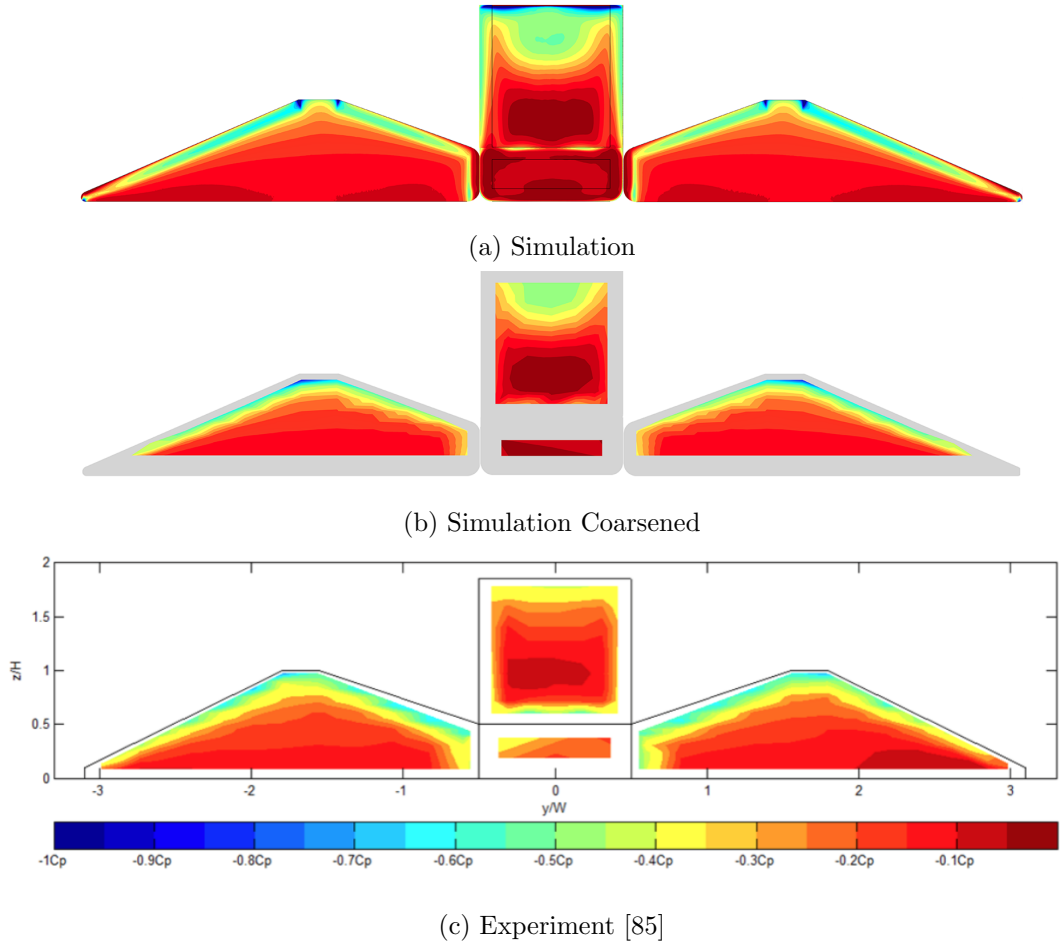 (a) Simulation
(b) Simulation Coarsened
2
1.5
1
0.5
0
z/H
-3 -2 -1 0 1 2 3
y/W
-1Cp -0.9Cp -0.8Cp -0.7Cp -0.6Cp -0.5Cp -0.4Cp -0.3Cp -0.2Cp -0.1Cp
(c) Experiment [85]